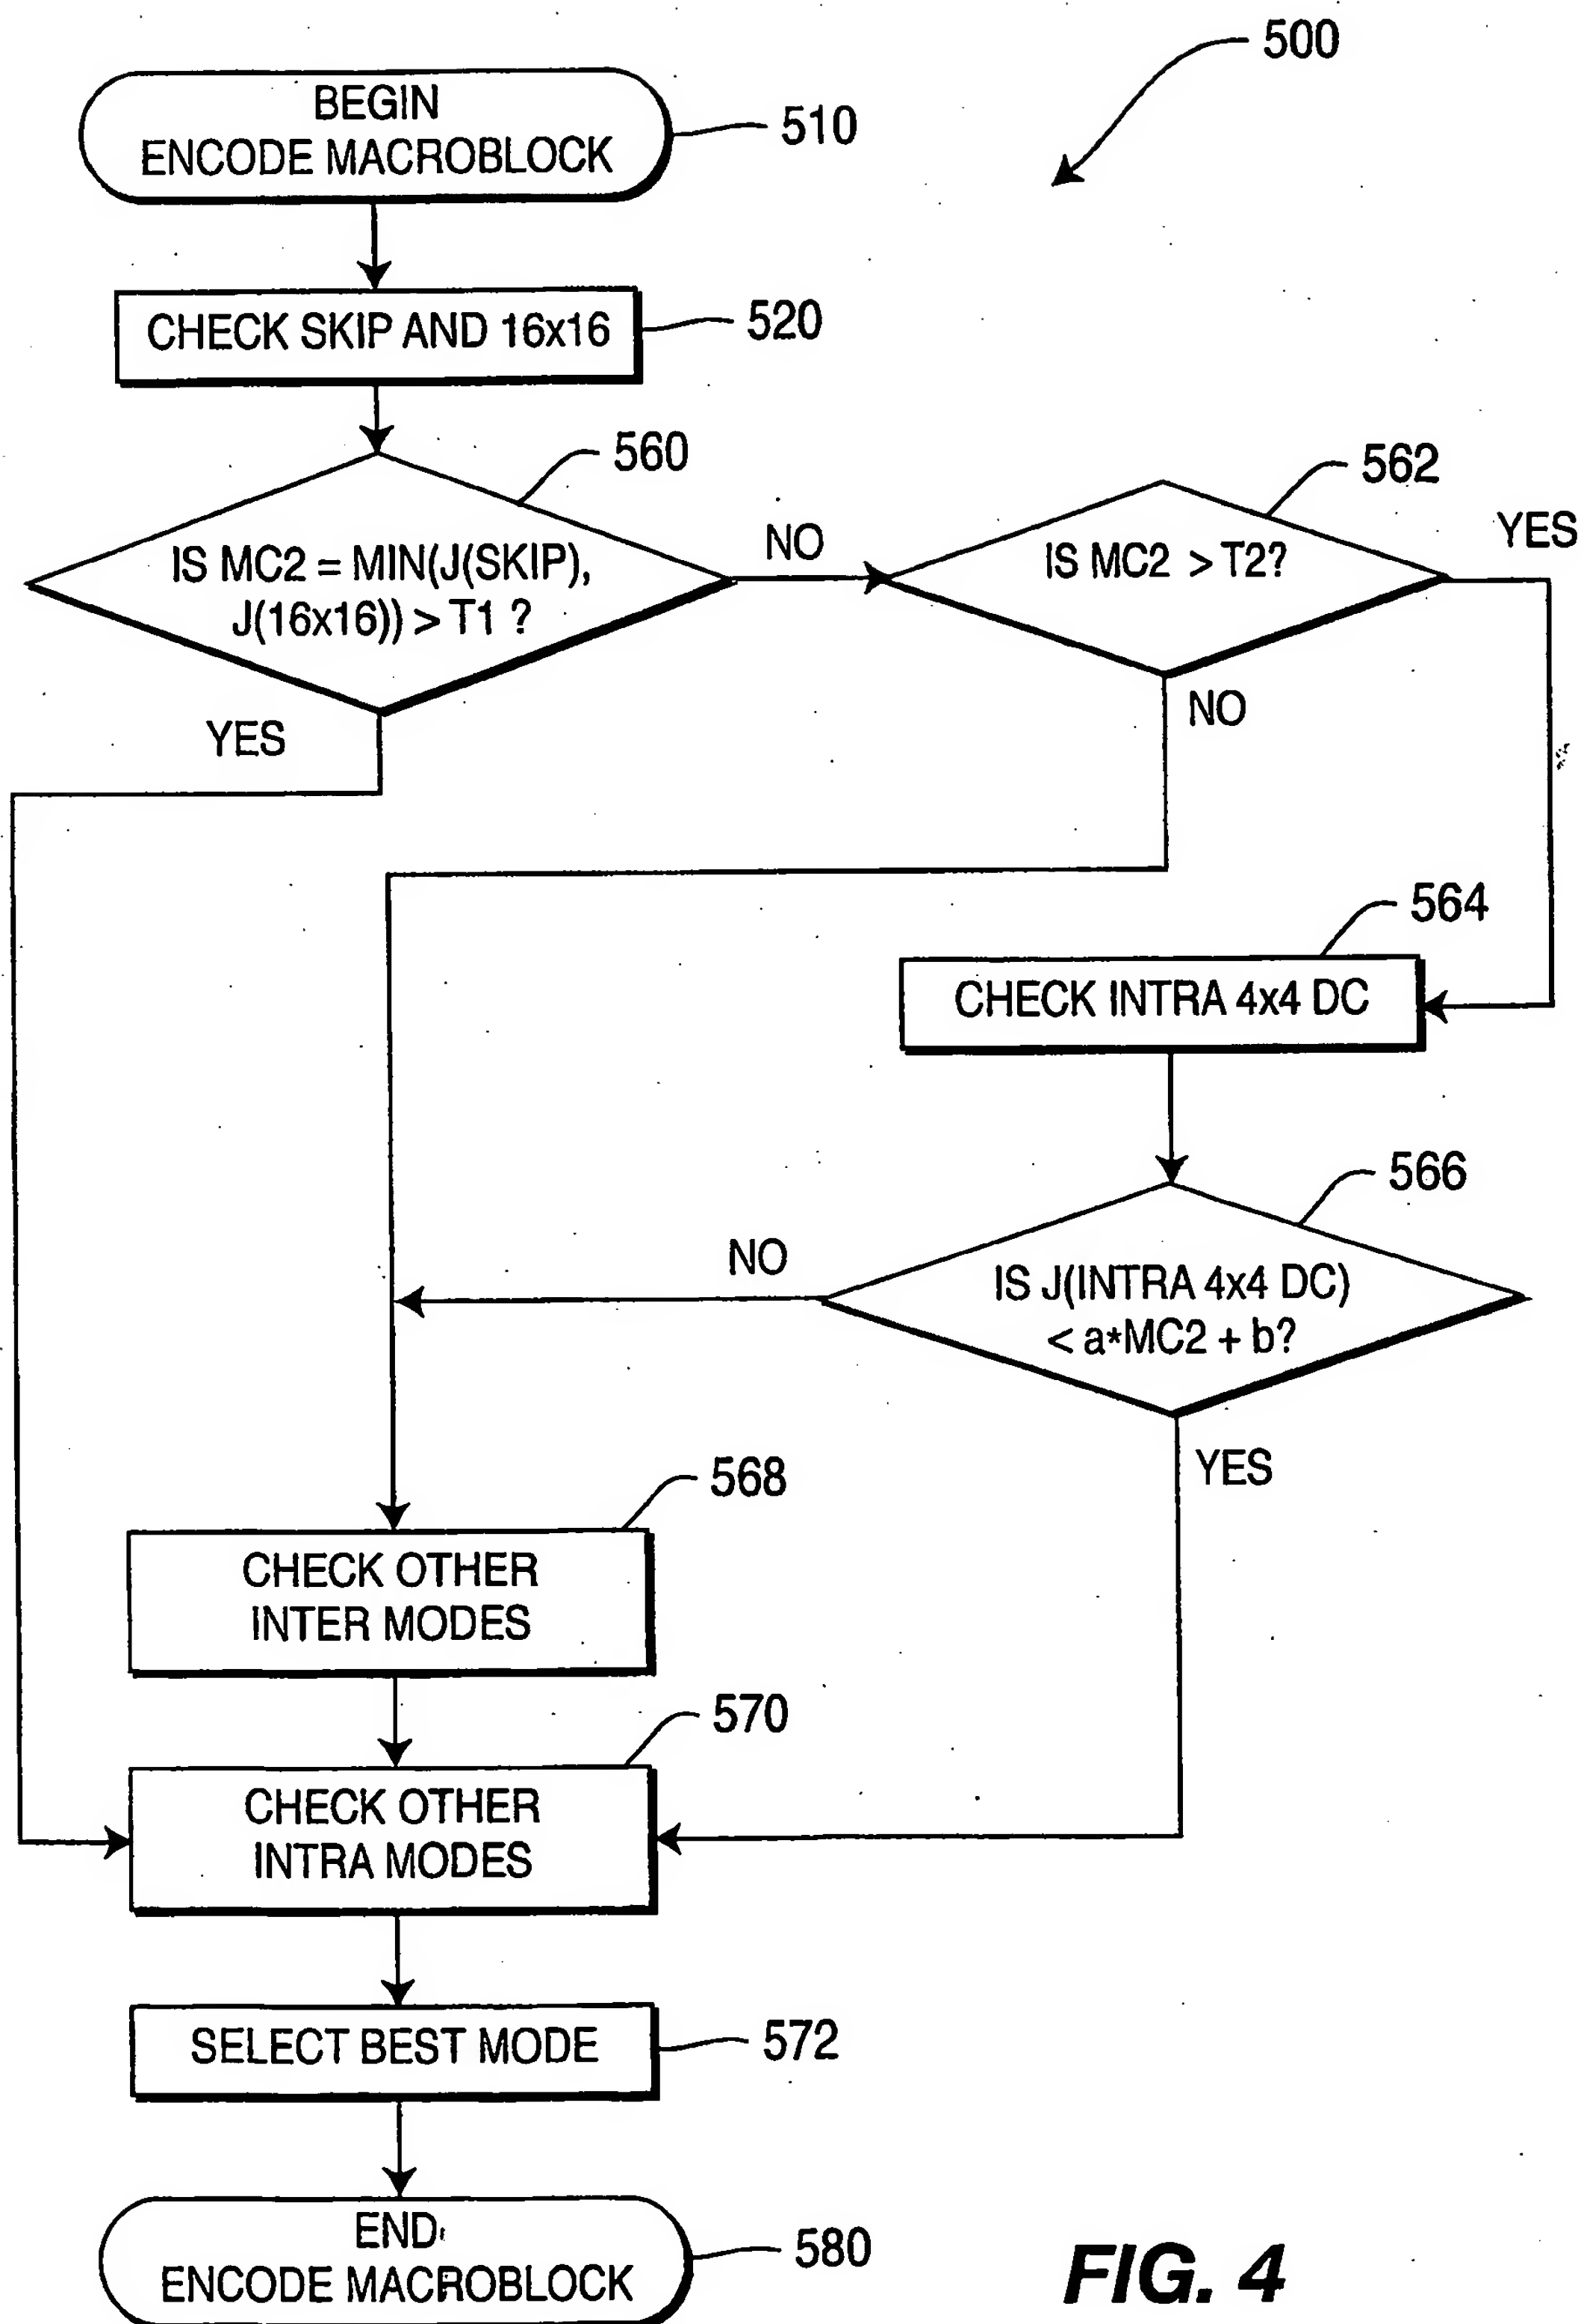 500
BEGIN
ENCODE MACROBLOCK
510
CHECK SKIP AND 16x16
520
560
IS MC2 = MIN(J(SKIP),
J(16x16)) > T1 ?
NO
YES
562
IS MC2 > T2?
YES
NO
564
CHECK INTRA 4x4 DC
566
IS J(INTRA 4x4 DC)
< a*MC2 + b?
NO
YES
568
CHECK OTHER
INTER MODES
570
CHECK OTHER
INTRA MODES
SELECT BEST MODE
572
END
ENCODE MACROBLOCK
580
FIG. 4